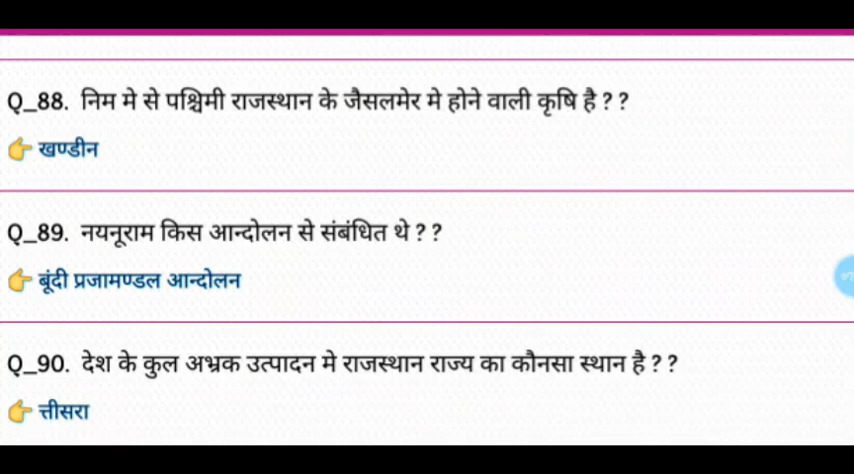 Q_88. निम मे से पश्चिमी राजस्थान के जैसलमेर मे होने वाली कृषि है ? ?
👉 खण्डीन
Q_89. नयनूराम किस आन्दोलन से संबंधित थे ? ?
👉 बूंदी प्रजामण्डल आन्दोलन
Q_90. देश के कुल अभ्रक उत्पादन मे राजस्थान राज्य का कौनसा स्थान है ? ?
👉 त्तीसरा